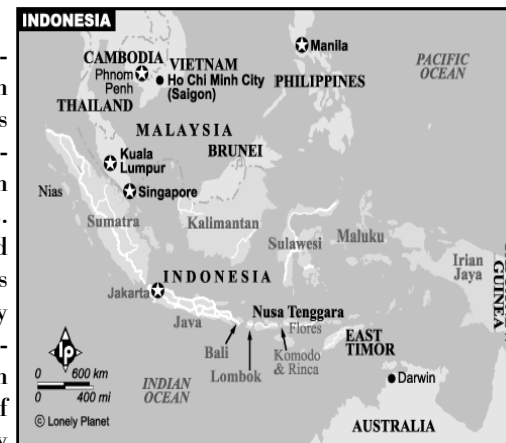 INDONESIA
Manila
PACIFIC
OCEAN
CAMBODIA
VIETNAM
Phnom
Penh
Ho Chi Minh City
(Saigon)
PHILIPPINES
THAILAND
MALAYSIA
BRUNEI
Kuala
Lumpur
Nias
Singapore
Sumatra
Kalimantan
Sulawesi
Maluku
Irian
Jaya
GUINEA
INDONESIA
Jakarta
Java
Nusa Tenggara
Flores
Bali
Lombok
Komodo
& Rinca
EAST
TIMOR
lp
0 600 km
0 400 mi
INDIAN
OCEAN
Darwin
© Lonely Planet
AUSTRALIA